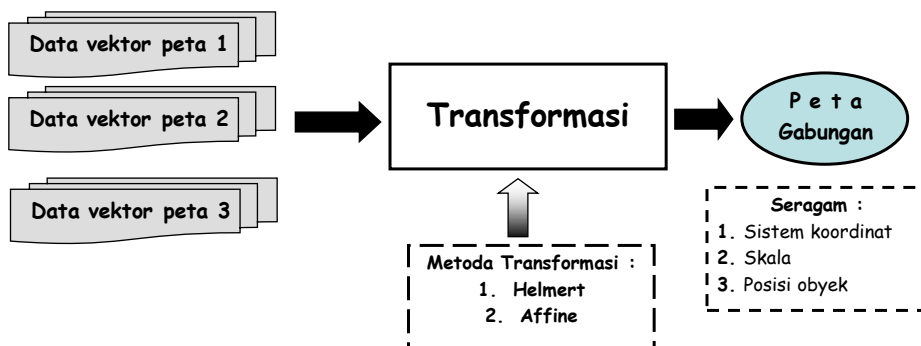 Data vektor peta 1
Data vektor peta 2
Data vektor peta 3
Transformasi
Metoda Transformasi :
1. Helmert
2. Affine
P e t a
Gabungan
Seragam :
1. Sistem koordinat
2. Skala
3. Posisi obyek